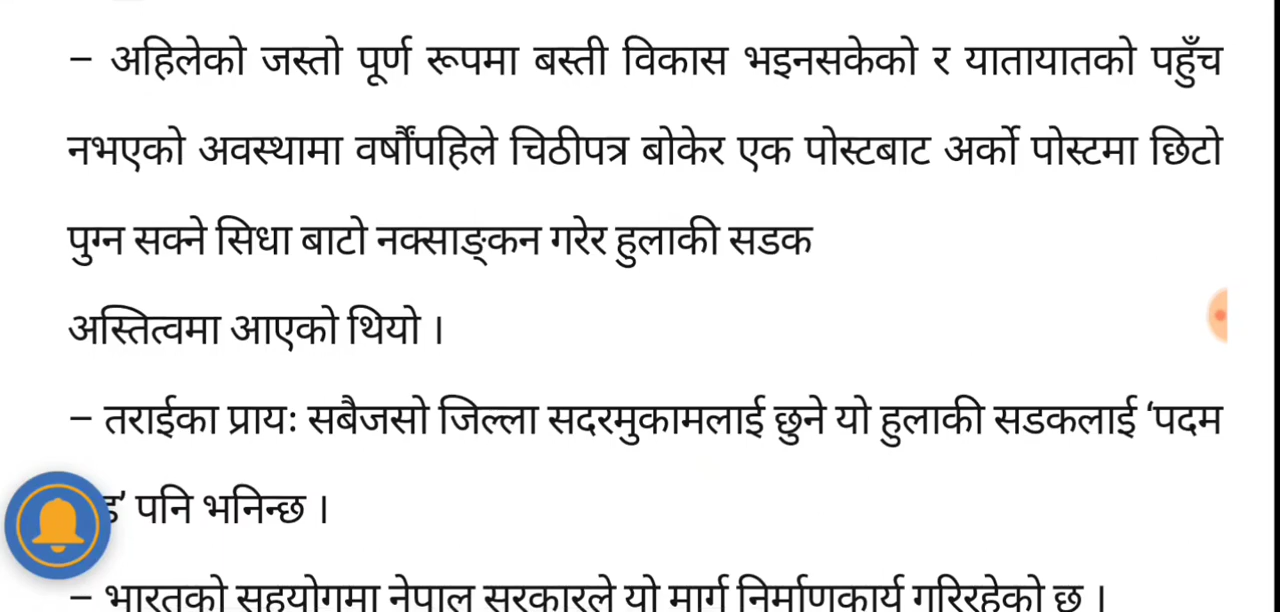 – अहिलेको जस्तो पूर्ण रूपमा बस्ती विकास भइनसकेको र यातायातको पहुँच
नभएको अवस्थामा वर्षौंपहिले चिठीपत्र बोकेर एक पोस्टबाट अर्को पोस्टमा छिटो
पुग्न सक्ने सिधा बाटो नक्साङ्कन गरेर हुलाकी सडक
अस्तित्वमा आएको थियो ।
– तराईका प्रायः सबैजसो जिल्ला सदरमुकामलाई छुने यो हुलाकी सडकलाई ‘पदम
पनि भनिन्छ ।
– भारतको सहयोगमा नेपाल सरकारले यो मार्ग निर्माणकार्य गरिरहेको छ ।